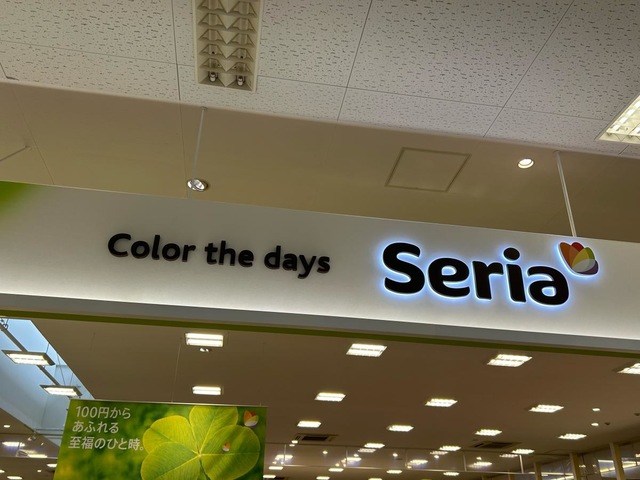 Color the days Seria
100円から
あふれる
至福のひと時。